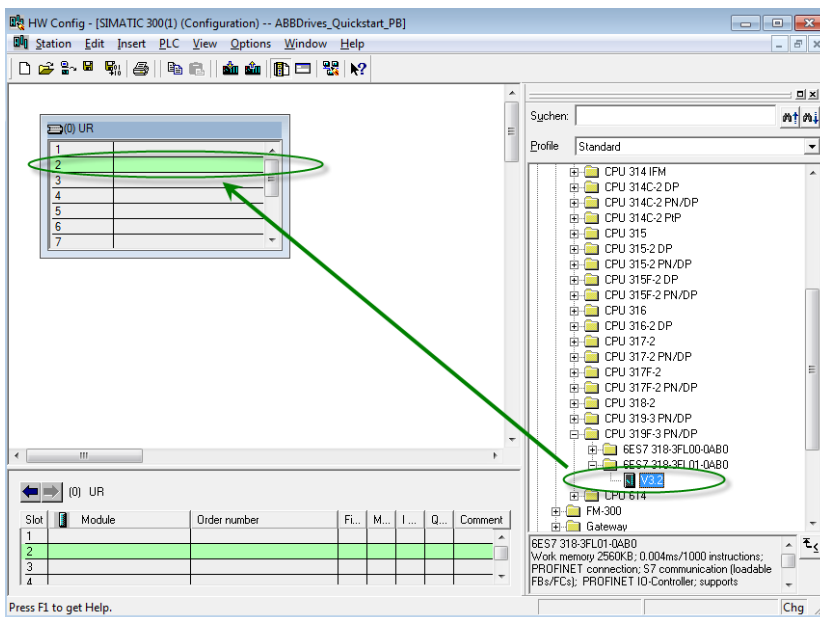 HW Config - [SIMATIC 300(1) (Configuration) -- ABBDrives_Quickstart_PB]
Station Edit Insert PLC View Options Window Help
(0) UR
1
2
3
4
5
6
7
Suchen:
Profile Standard
CPU 314 IFM
CPU 314C-2 DP
CPU 314C-2 PN/DP
CPU 314C-2 PtP
CPU 315
CPU 315-2 DP
CPU 315-2 PN/DP
CPU 315F-2 DP
CPU 315F-2 PN/DP
CPU 316
CPU 316-2 DP
CPU 317-2
CPU 317-2 PN/DP
CPU 317F-2
CPU 317F-2 PN/DP
CPU 318-2
CPU 319-3 PN/DP
CPU 319F-3 PN/DP
6ES7 318-3FL00-0AB0
6ES7 318-3FL01-0AB0
V3.2
CPU 614
FM-300
Gateway
(0) UR
Slot Module Order number Fi... M... I ... Q... Comment
1
2
3
4
6ES7 318-3FL01-0AB0
Work memory 2560KB; 0.004ms/1000 instructions;
PROFINET connection; S7 communication (loadable
FBs/FCs); PROFINET IO-Controller; supports
Press F1 to get Help.
Chg